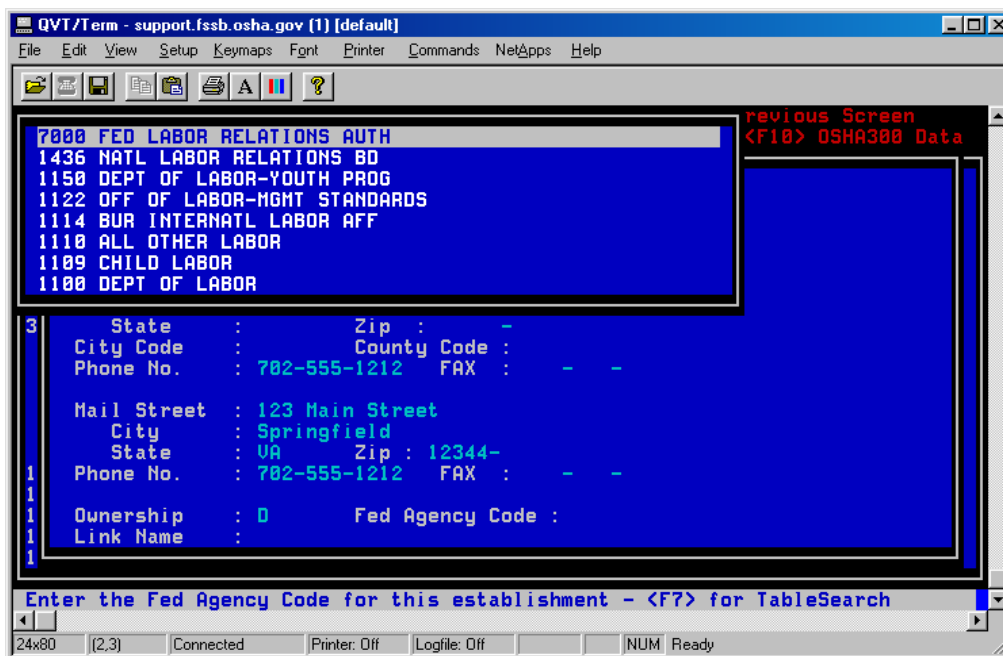 QVT/Term - support.fssb.osha.gov (1) [default]
File Edit View Setup Keymaps Font Printer Commands NetApps Help
A
revious Screen
7000 FED LABOR RELATIONS AUTH <F10> OSHA300 Data
1436 NATL LABOR RELATIONS BD
1150 DEPT OF LABOR-YOUTH PROG
1122 OFF OF LABOR-MGMT STANDARDS
1114 BUR INTERNATL LABOR AFF
1110 ALL OTHER LABOR
1109 CHILD LABOR
1100 DEPT OF LABOR
3 State : Zip : -
City Code : County Code :
Phone No. : 702-555-1212 FAX : - -
Mail Street : 123 Main Street
City : Springfield
State : VA Zip : 12344-
1 Phone No. : 702-555-1212 FAX : - -
1
1 Ownership : D Fed Agency Code :
1 Link Name :
1
Enter the Fed Agency Code for this establishment - <F7> for TableSearch
24x80 (2,3) Connected Printer: Off Logfile: Off NUM Ready